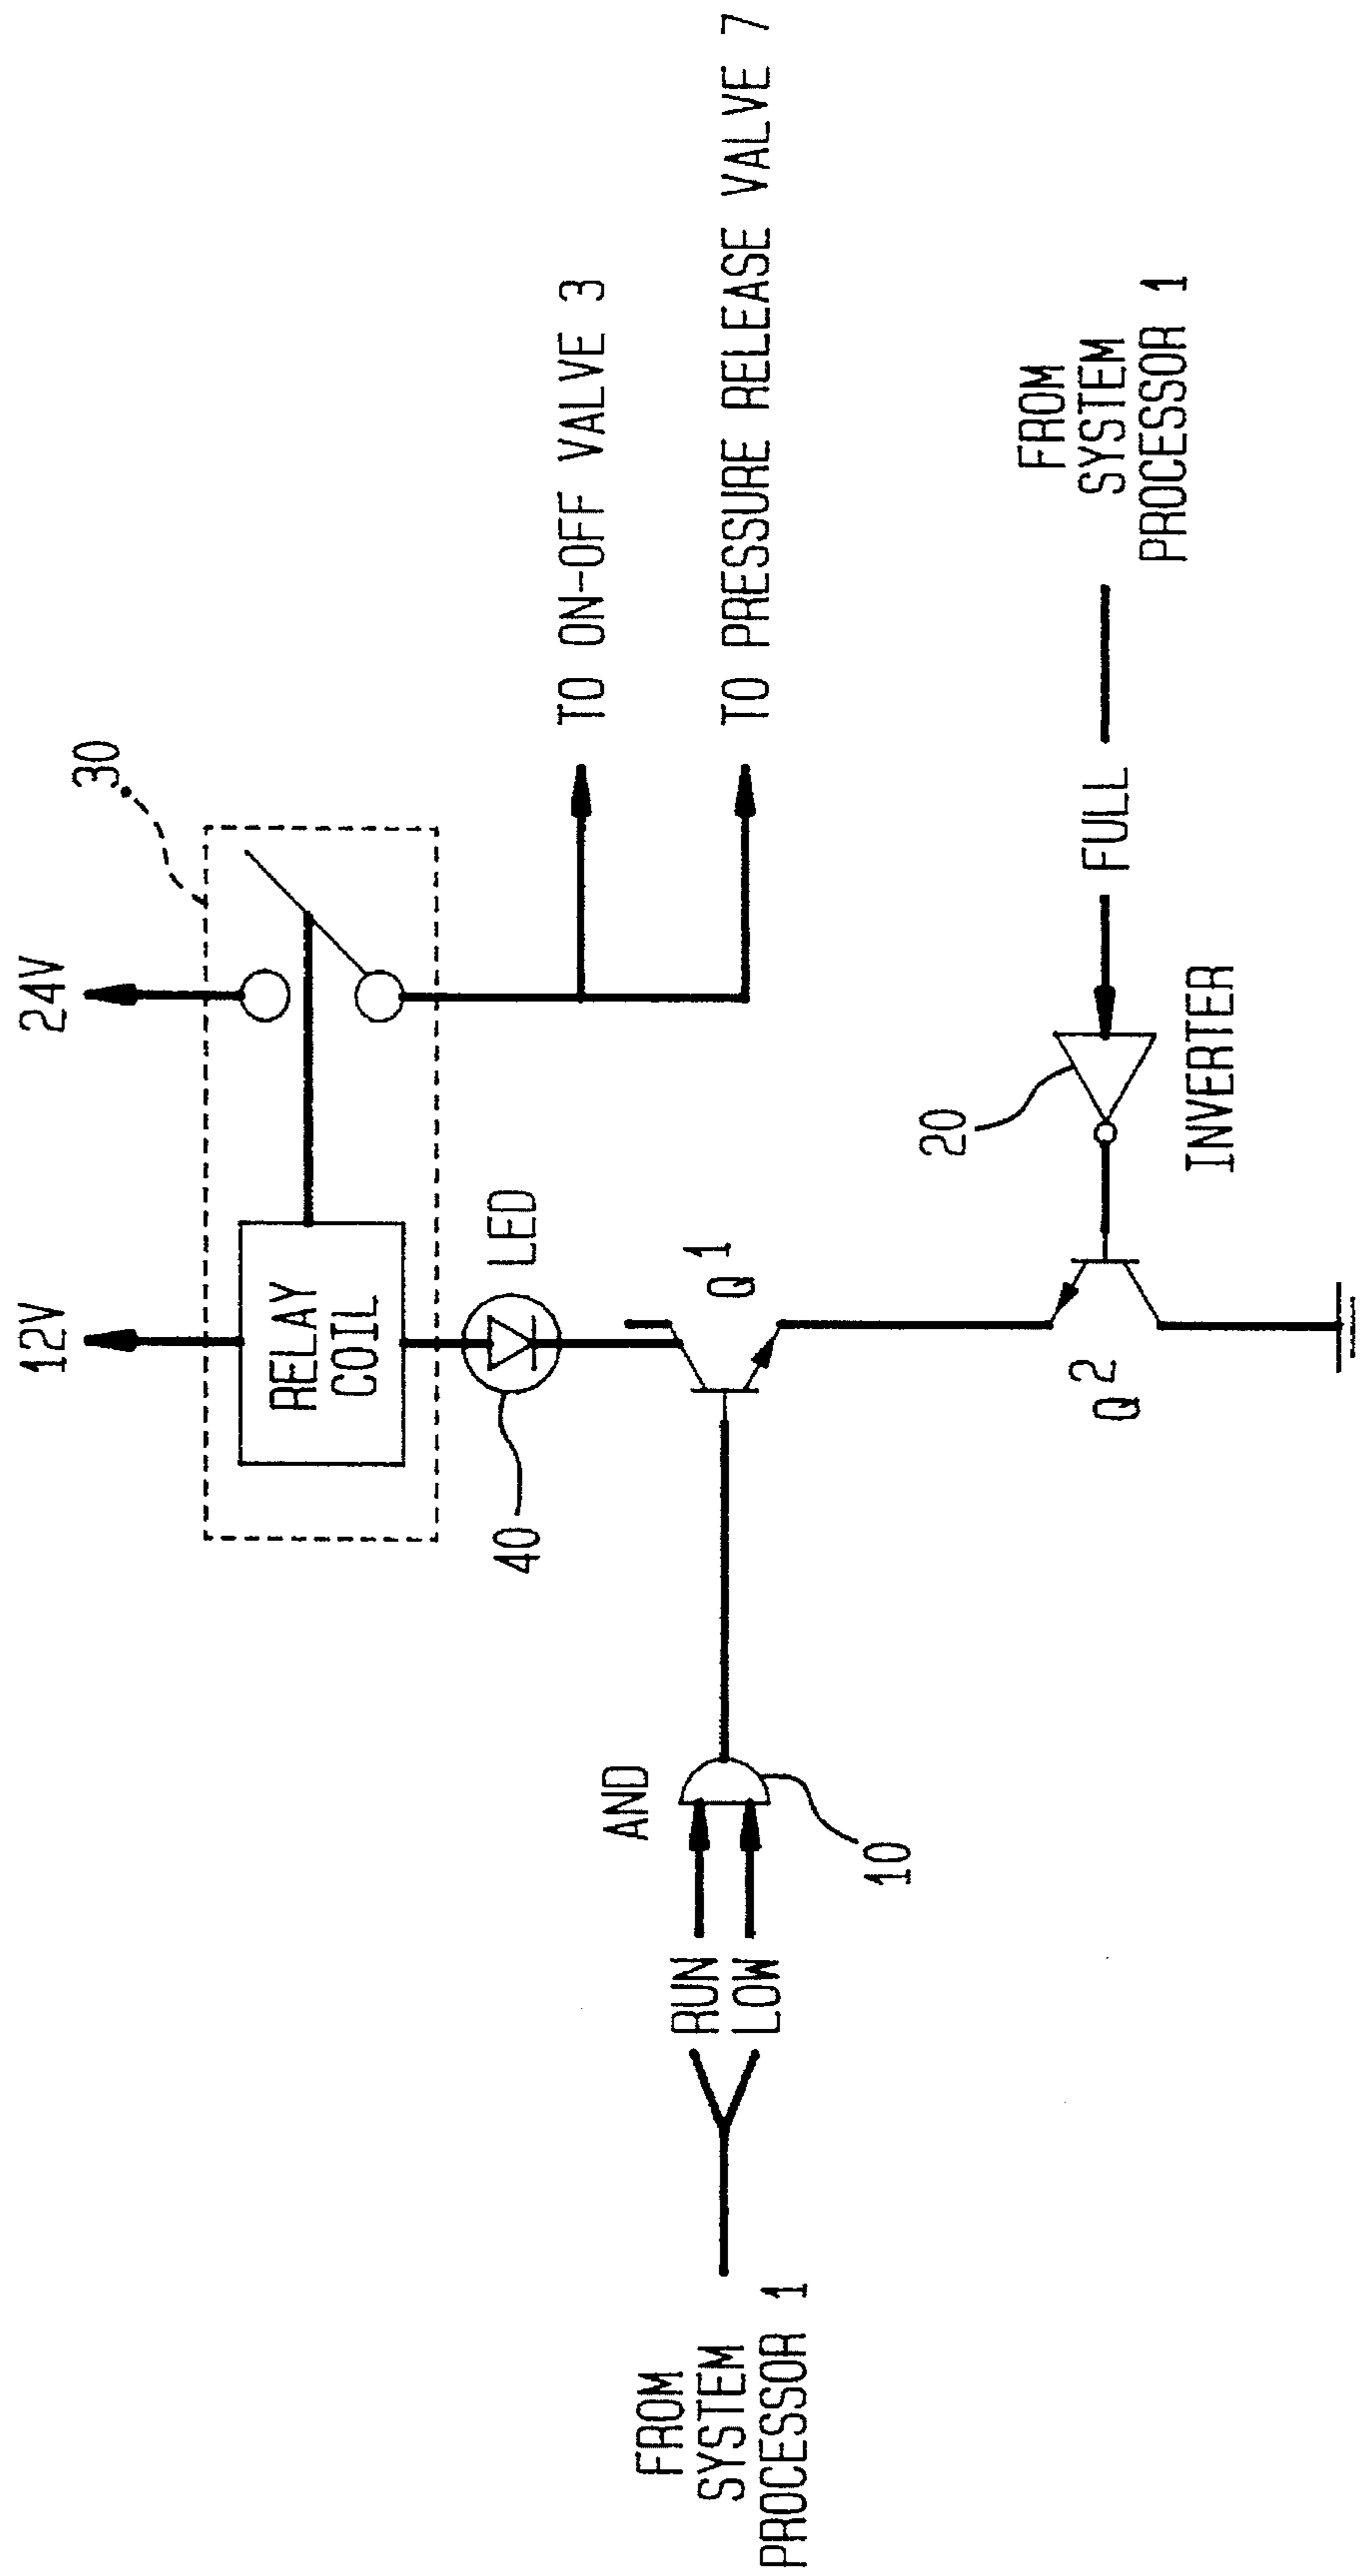 12V
24V
30
RELAY
COIL
40
LED
TO ON-OFF VALVE 3
TO PRESSURE RELEASE VALVE 7
Q1
AND
RUN
LOW
10
FROM
SYSTEM
PROCESSOR 1
Q2
20
FULL
INVERTER
FROM
SYSTEM
PROCESSOR 1